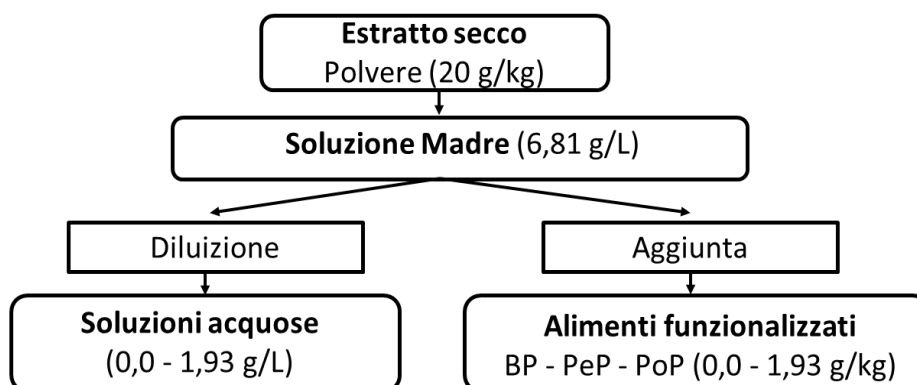 Estratto secco
Polvere (20 g/kg)
Soluzione Madre (6,81 g/L)
Diluizione
Aggiunta
Soluzioni acquose
(0,0 - 1,93 g/L)
Alimenti funzionalizzati
BP - PeP - PoP (0,0 - 1,93 g/kg)